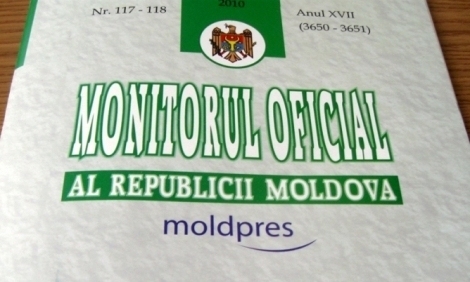 2010
Nr. 117 - 118
Anul XVII
(3650 - 3651)
MONITORUL OFICIAL
AL REPUBLICII MOLDOVA
moldpres